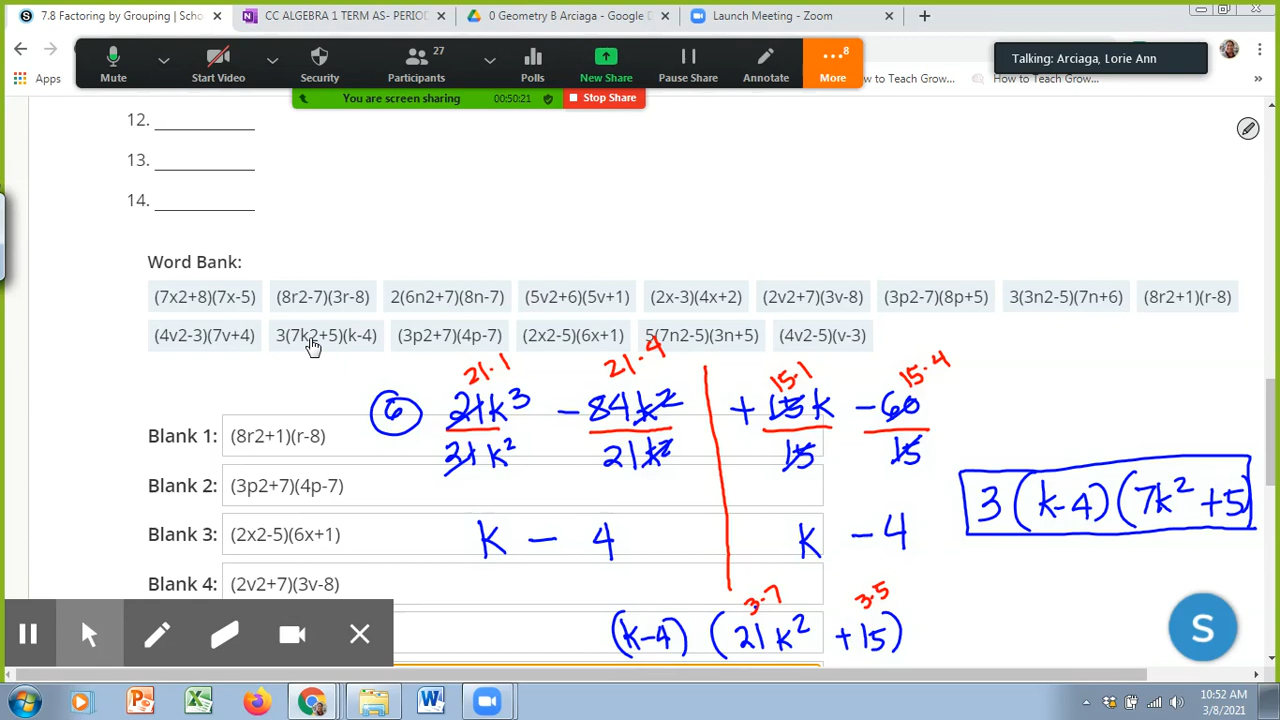 7.8 Factoring by Grouping | Scho
CC ALGEBRA 1 TERM AS- PERIOD
0 Geometry B Arciaga - Google D
Launch Meeting - Zoom
Mute
Start Video
Security
Participants
27
Polls
New Share
Pause Share
Annotate
8
More
Talking: Arciaga, Lorie Ann
Apps
How to Teach Grow...
How to Teach Grow...
You are screen sharing
00:50:21
Stop Share
12.
13.
14.
Word Bank:
(7x2+8)(7x-5) (8r2-7)(3r-8) 2(6n2+7)(8n-7) (5v2+6)(5v+1) (2x-3)(4x+2) (2v2+7)(3v-8) (3p2-7)(8p+5) 3(3n2-5)(7n+6) (8r2+1)(r-8)
(4v2-3)(7v+4) 3(7k2+5)(k-4) (3p2+7)(4p-7) (2x2-5)(6x+1) 5(7n2-5)(3n+5) (4v2-5)(v-3)
21·1 21·4 15·1 15·4
6 21k³ - 84k² + 15k - 60
21k² 21k² 15 15
Blank 1: (8r2+1)(r-8)
Blank 2: (3p2+7)(4p-7)
3(k-4)(7k²+5)
Blank 3: (2x2-5)(6x+1)
k - 4 k - 4
Blank 4: (2v2+7)(3v-8)
3·7 3·5
(k-4) (21k² +15)
S
10:52 AM
3/8/2021